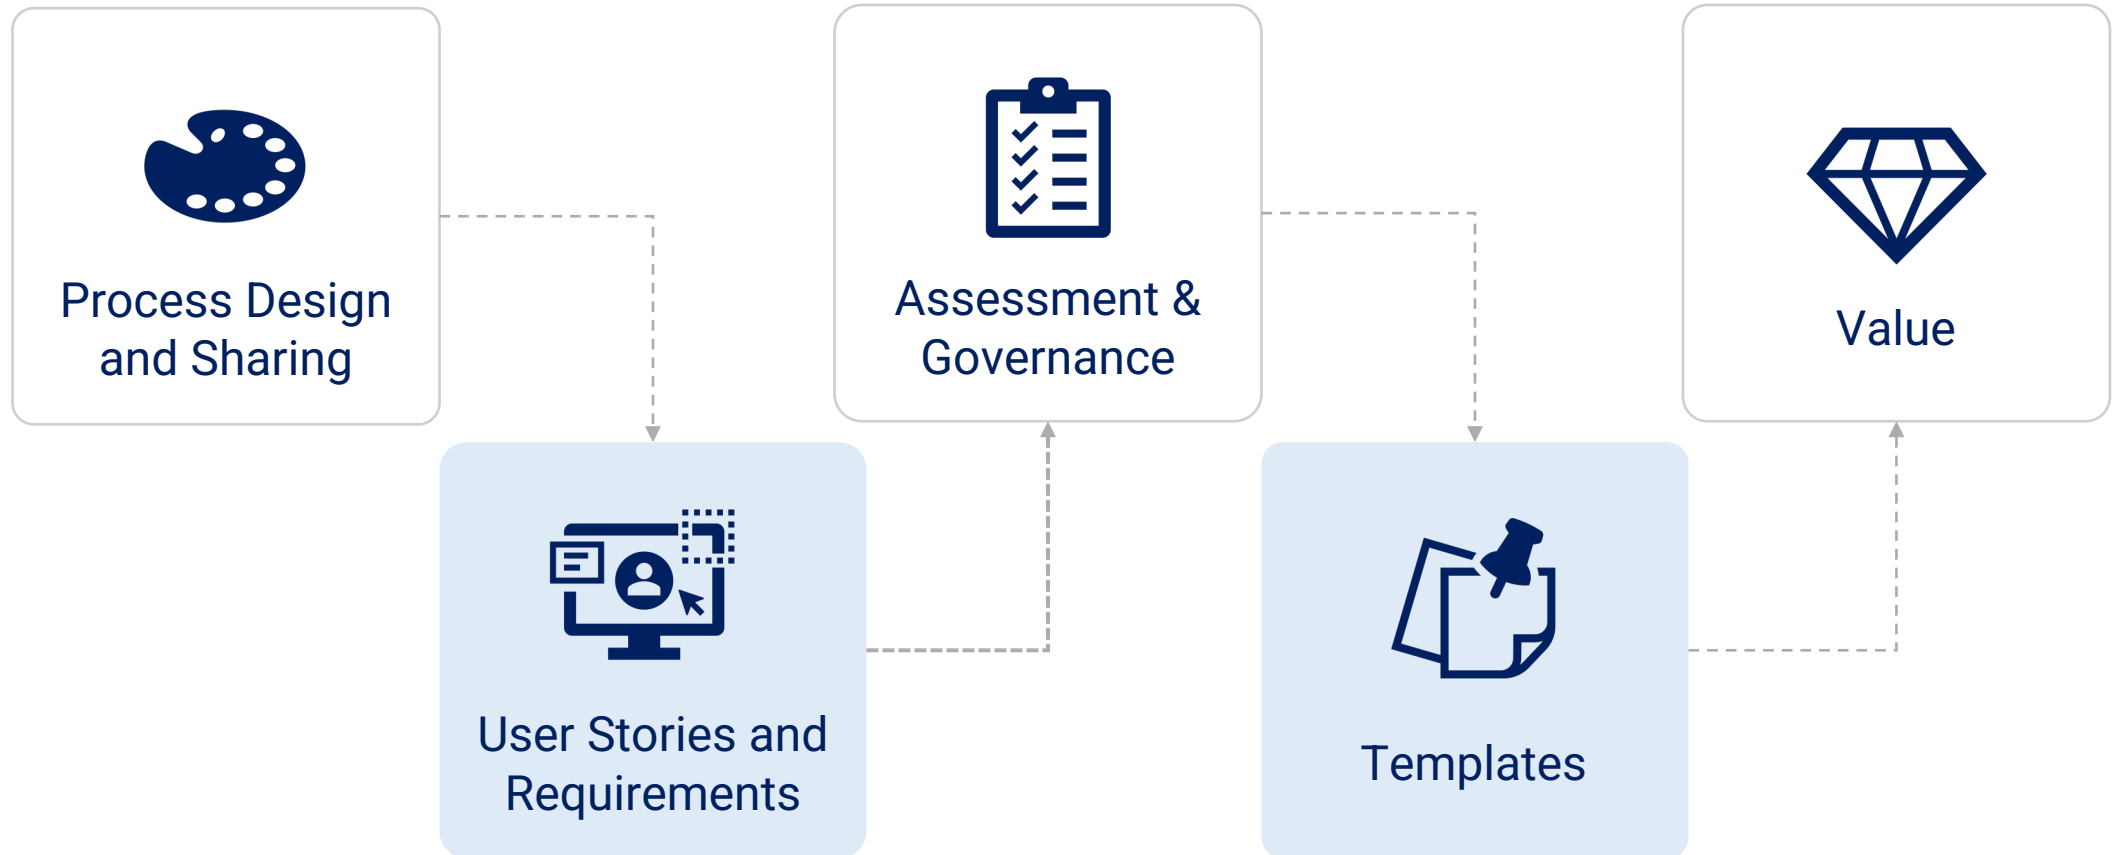 Process Design
and Sharing
User Stories and
Requirements
Assessment &
Governance
Templates
Value